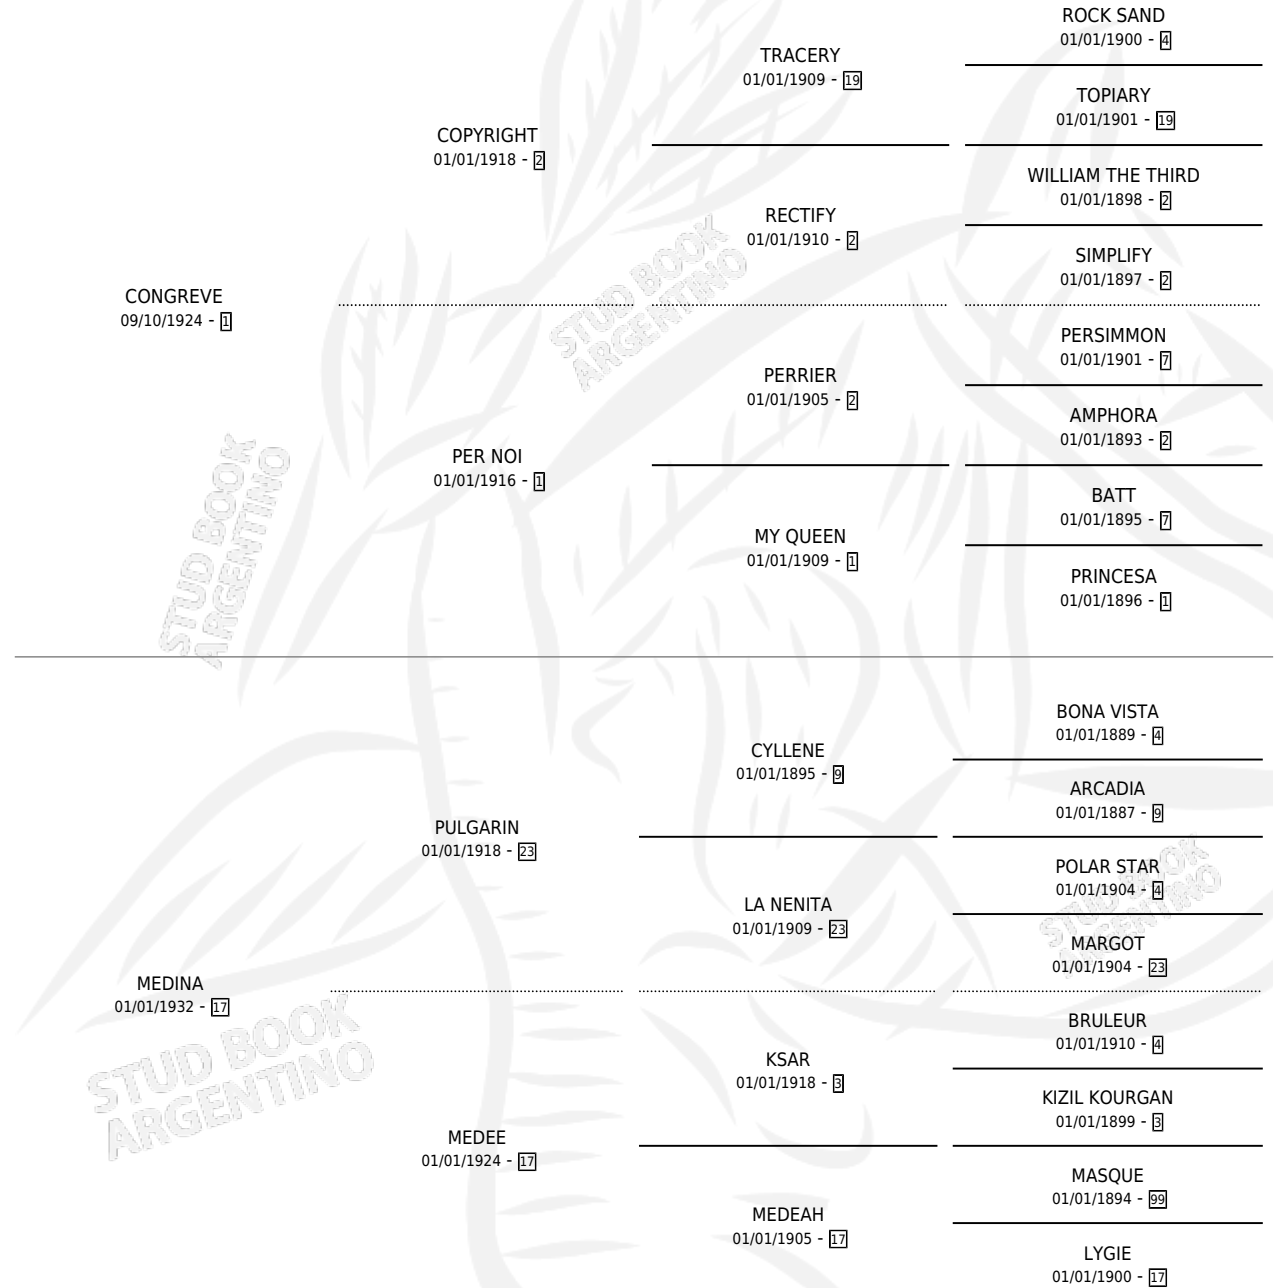 ROCK SAND
01/01/1900 - 4
TRACERY
01/01/1909 - 19
TOPIARY
01/01/1901 - 19
COPYRIGHT
01/01/1918 - 2
WILLIAM THE THIRD
01/01/1898 - 2
RECTIFY
01/01/1910 - 2
SIMPLIFY
01/01/1897 - 2
CONGREVE
09/10/1924 - 1
PERSIMMON
01/01/1901 - 7
PERRIER
01/01/1905 - 2
AMPHORA
01/01/1893 - 2
PER NOI
01/01/1916 - 1
BATT
01/01/1895 - 7
MY QUEEN
01/01/1909 - 1
PRINCESA
01/01/1896 - 1
STUD BOOK
ARGENTINO
STUD BOOK
ARGENTINO
BONA VISTA
01/01/1889 - 4
CYLLENE
01/01/1895 - 9
ARCADIA
01/01/1887 - 9
PULGARIN
01/01/1918 - 23
POLAR STAR
01/01/1904 - 4
LA NENITA
01/01/1909 - 23
MARGOT
01/01/1904 - 23
MEDINA
01/01/1932 - 17
BRULEUR
01/01/1910 - 4
KSAR
01/01/1918 - 3
KIZIL KOURGAN
01/01/1899 - 3
MEDEE
01/01/1924 - 17
MASQUE
01/01/1894 - 99
MEDEAH
01/01/1905 - 17
LYGIE
01/01/1900 - 17
STUD BOOK
ARGENTINO
STUD BOOK
ARGENTINO